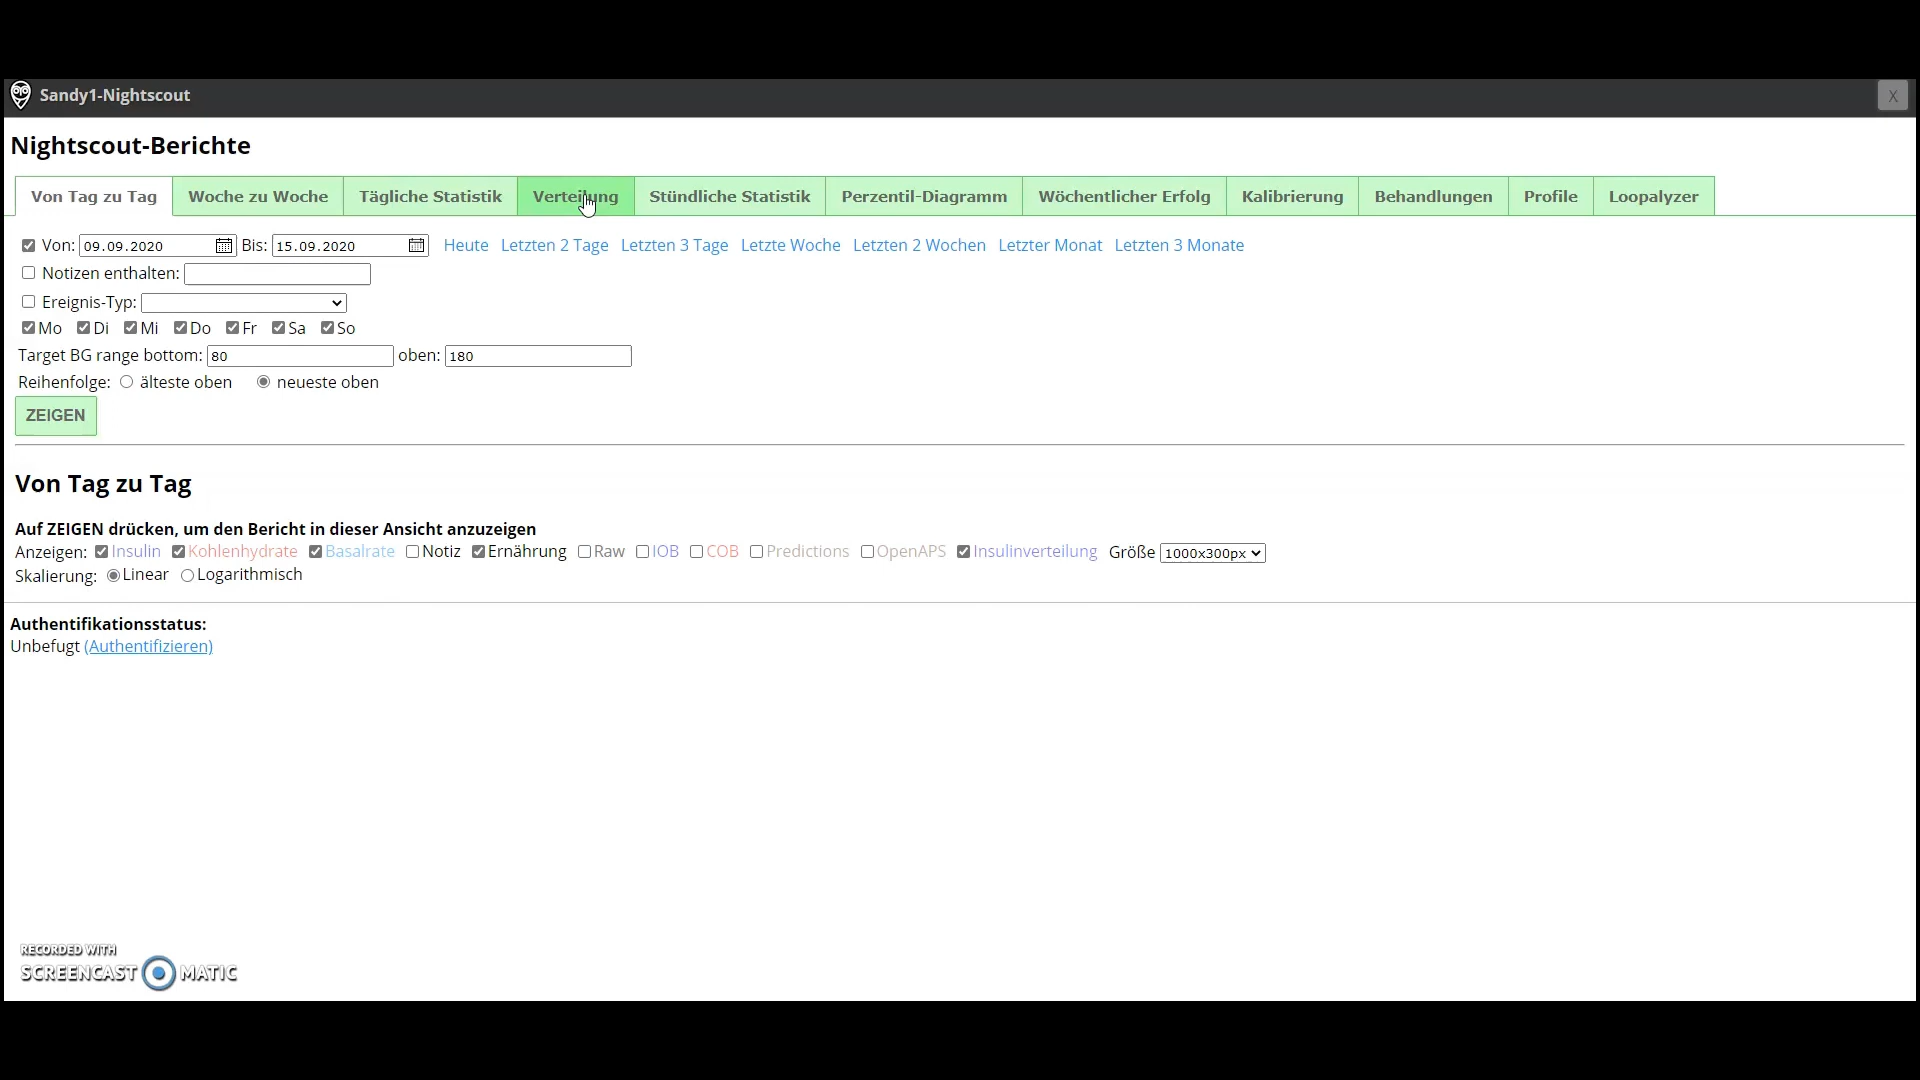 Sandy1-Nightscout
X
Nightscout-Berichte
Von Tag zu Tag Woche zu Woche Tägliche Statistik Verteilung Stündliche Statistik Perzentil-Diagramm Wöchentlicher Erfolg Kalibrierung Behandlungen Profile Loopalyzer
Von: 09.09.2020 Bis: 15.09.2020 Heute Letzten 2 Tage Letzten 3 Tage Letzte Woche Letzten 2 Wochen Letzter Monat Letzten 3 Monate
Notizen enthalten:
Ereignis-Typ:
Mo Di Mi Do Fr Sa So
Target BG range bottom: 80 oben: 180
Reihenfolge: älteste oben neueste oben
ZEIGEN
Von Tag zu Tag
Auf ZEIGEN drücken, um den Bericht in dieser Ansicht anzuzeigen
Anzeigen: Insulin Kohlenhydrate Basalrate Notiz Ernährung Raw IOB COB Predictions OpenAPS Insulinverteilung Größe 1000x300px
Skalierung: Linear Logarithmisch
Authentifikationsstatus:
Unbefugt (Authentifizieren)
RECORDED WITH
SCREENCAST MATIC